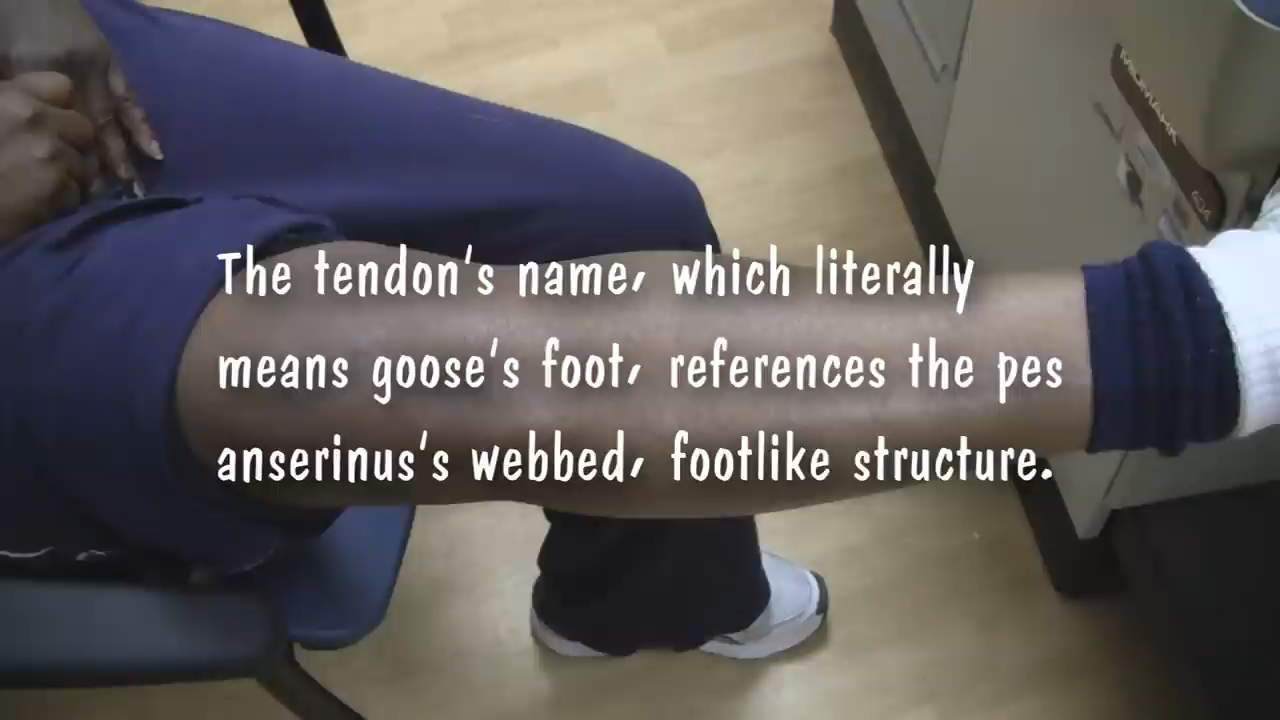 The tendon's name, which literally
means goose's foot, references the pes
anserinus's webbed, footlike structure.